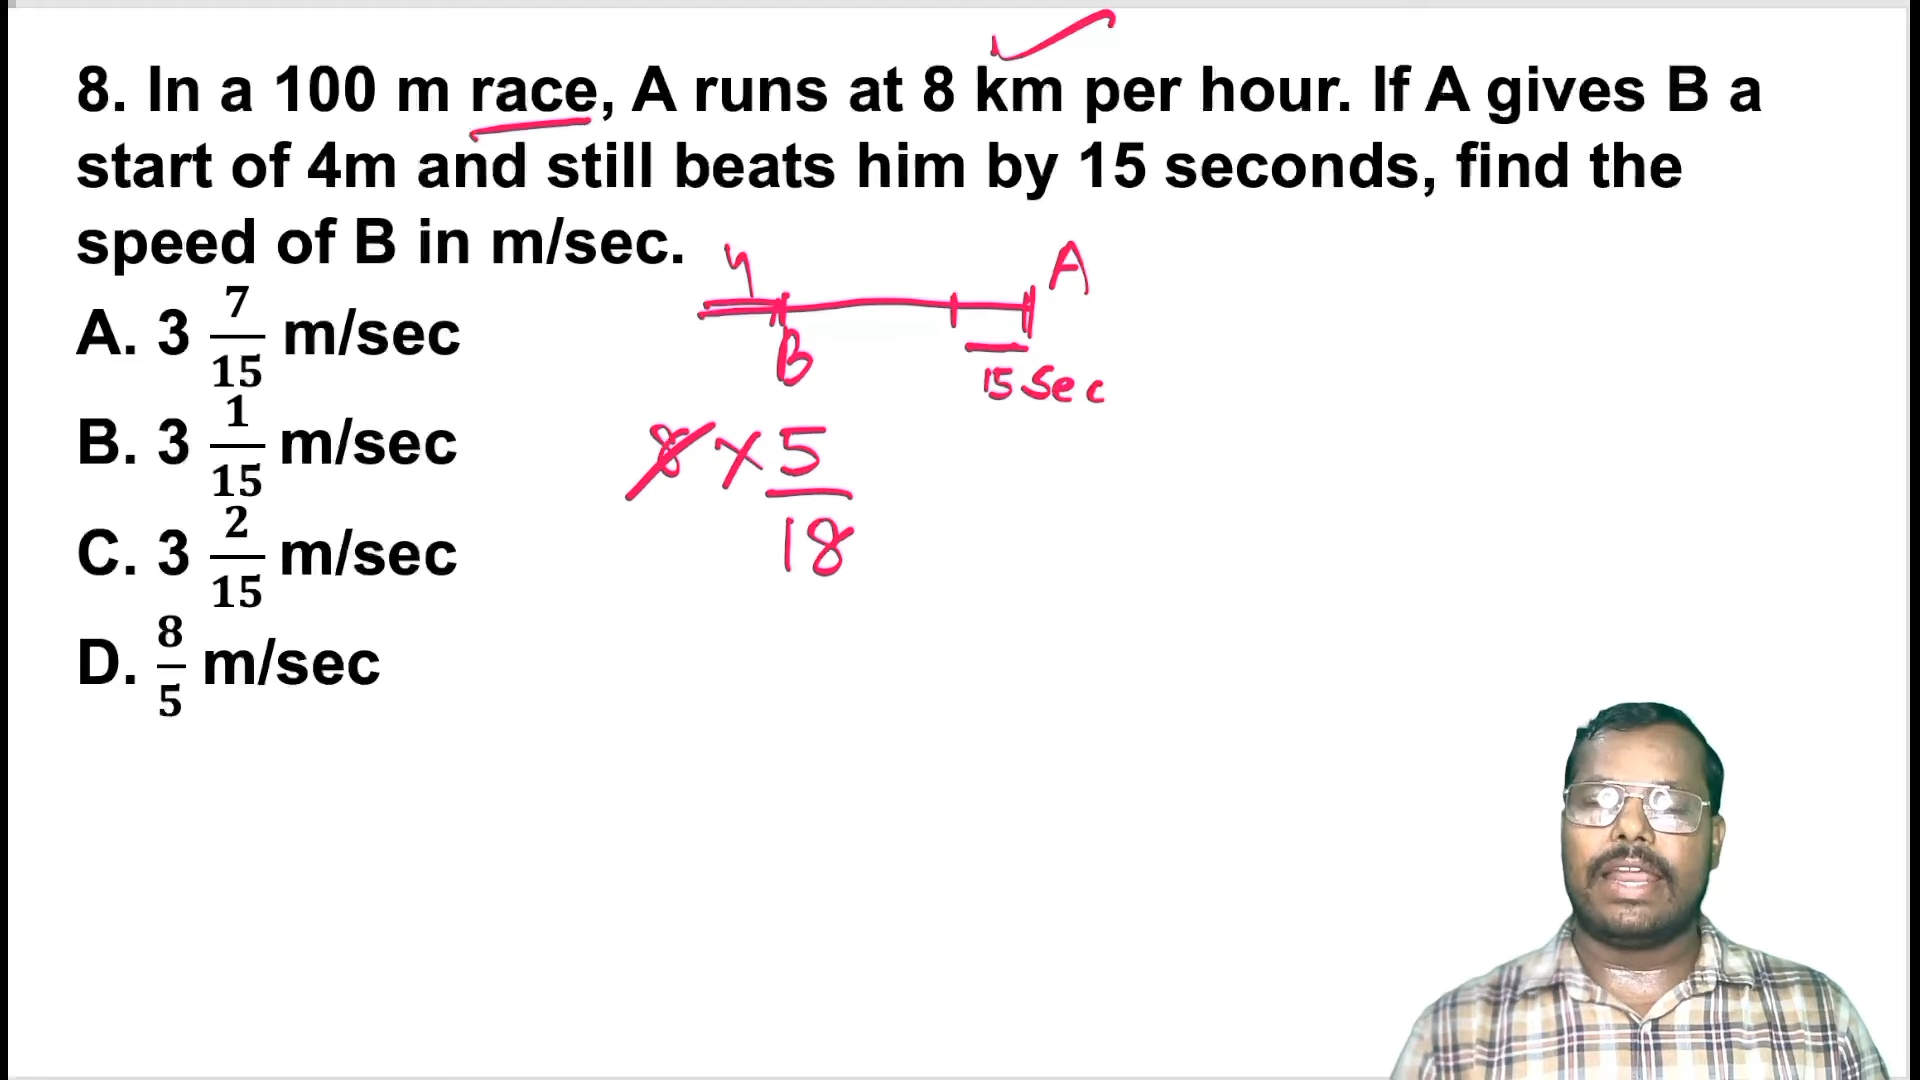 8. In a 100 m race, A runs at 8 km per hour. If A gives B a
start of 4m and still beats him by 15 seconds, find the
speed of B in m/sec.
4
A
B
15 Sec
A. 3 7/15 m/sec
B. 3 1/15 m/sec
C. 3 2/15 m/sec
D. 8/5 m/sec
8 × 5/18